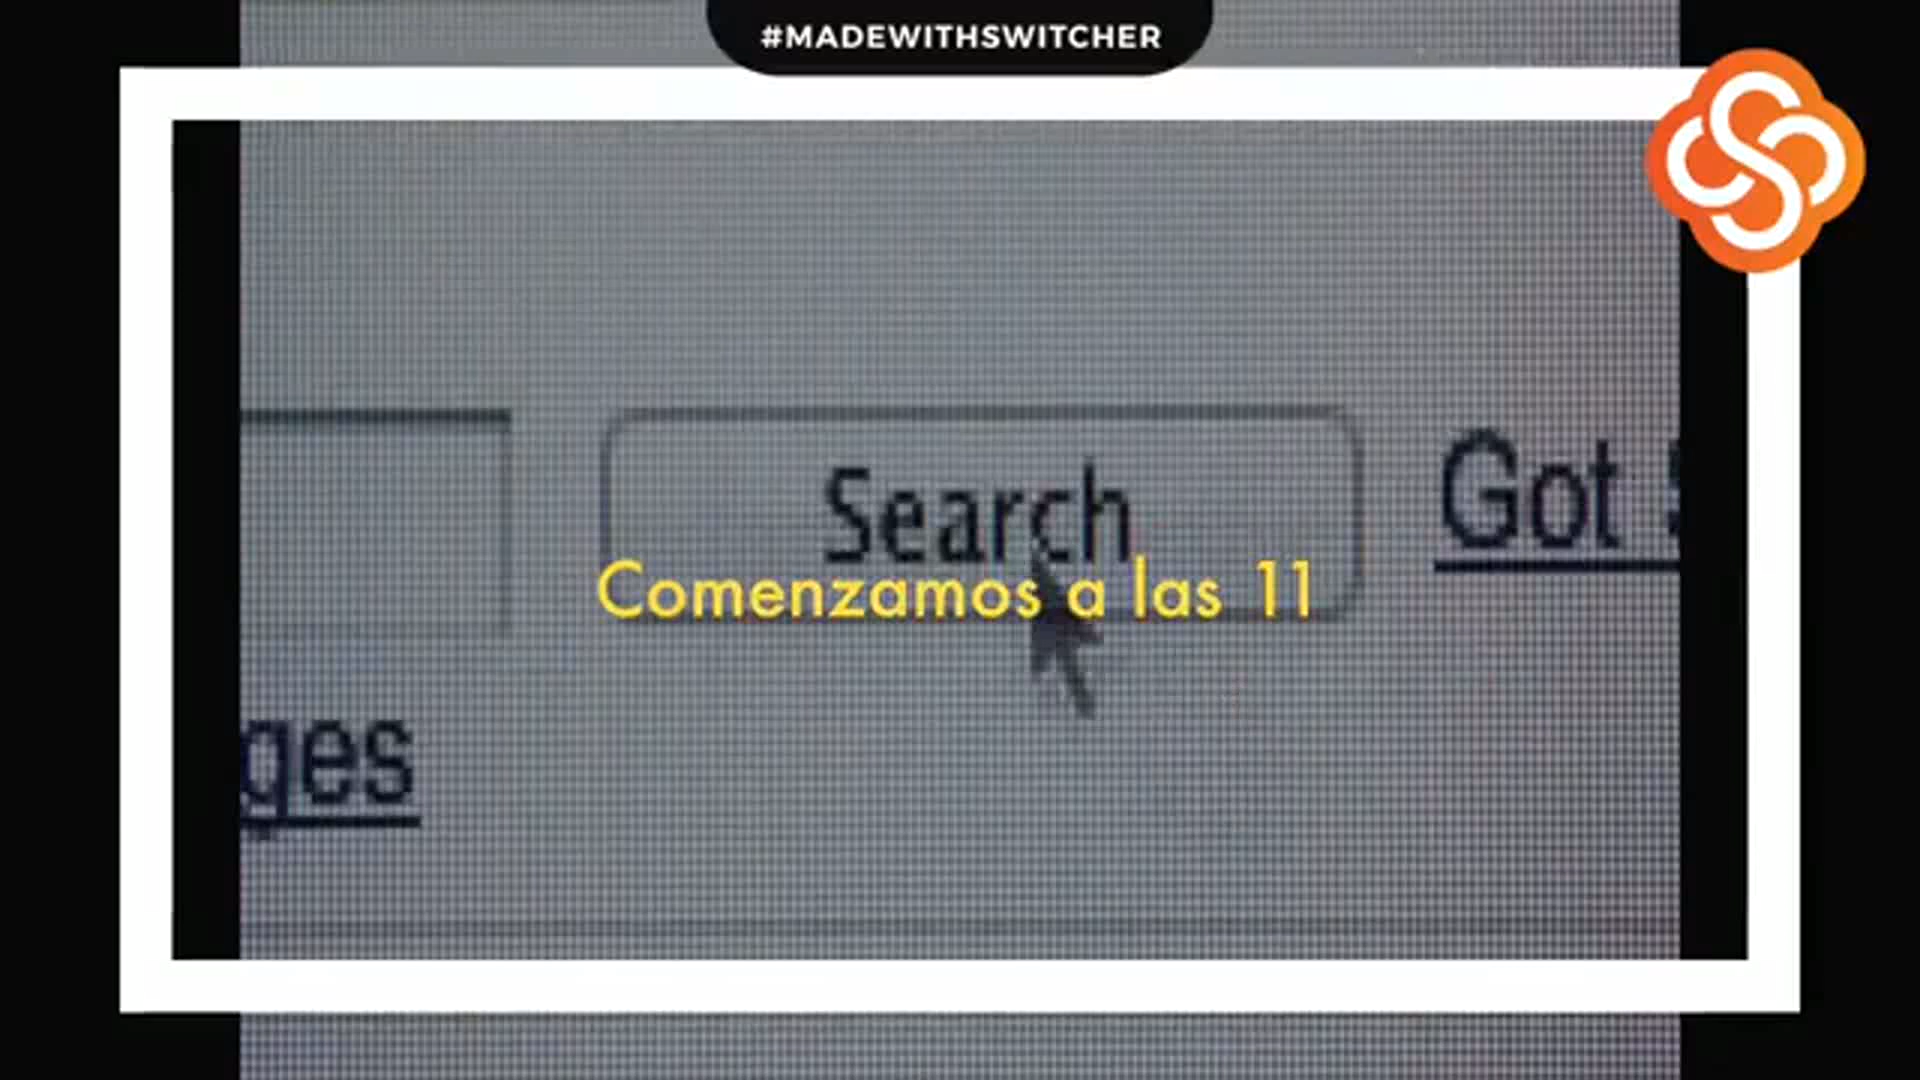 #MADEWITHSWITCHER
Search
Got
Comenzamos a las 11
ges